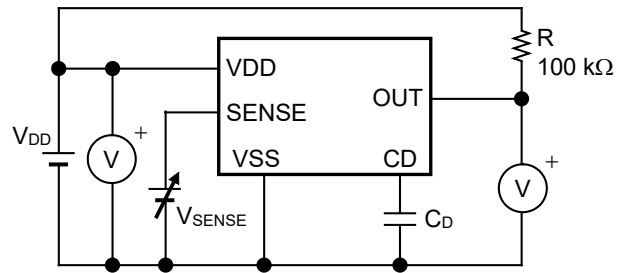 R
100 kΩ
VDD
OUT
SENSE
VDD
V
+
VSS
CD
V
+
VSENSE
CD